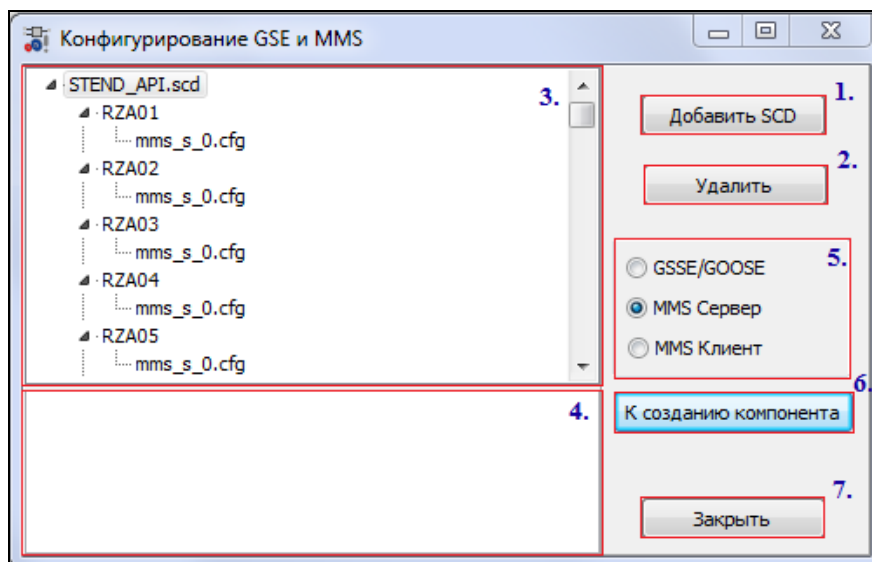 Конфигурирование GSE и MMS
STEND_API.scd
3.
1.
RZA01
Добавить SCD
mms_s_0.cfg
2.
RZA02
Удалить
mms_s_0.cfg
RZA03
mms_s_0.cfg
5.
GSSE/GOOSE
RZA04
mms_s_0.cfg
MMS Сервер
RZA05
MMS Клиент
mms_s_0.cfg
6.
4.
К созданию компонента
7.
Закрыть